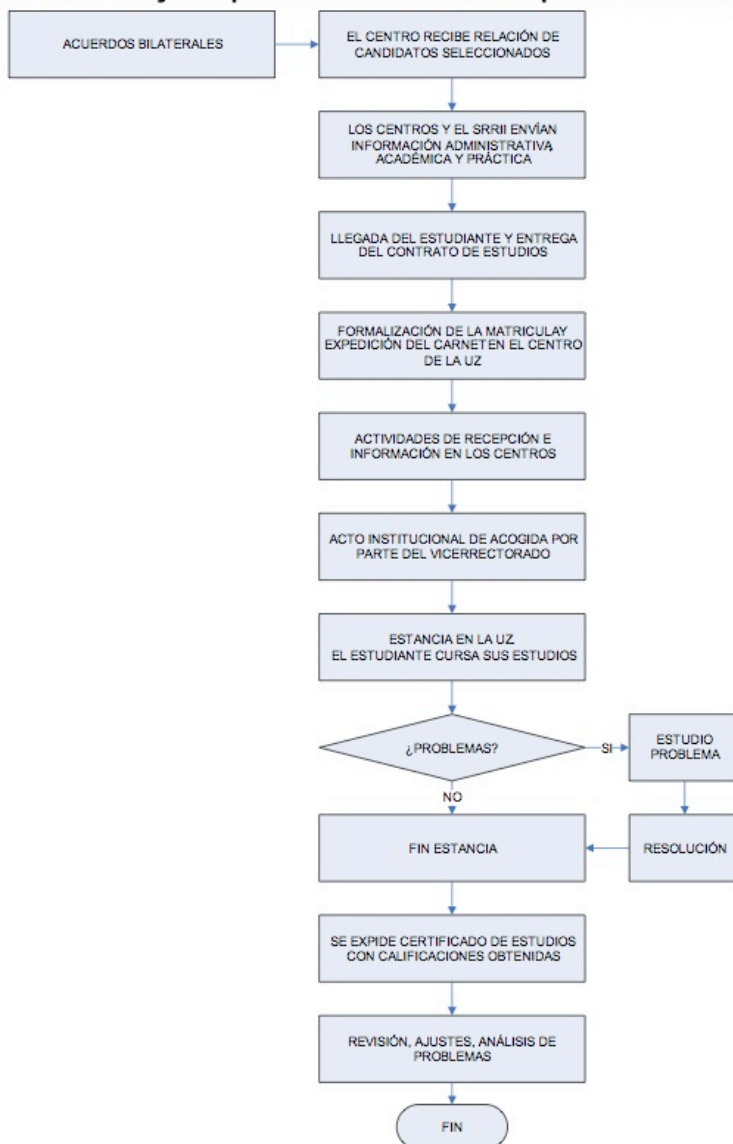 ACUERDOS BILATERALES
EL CENTRO RECIBE RELACIÓN DE
CANDIDATOS SELECCIONADOS
LOS CENTROS Y EL SRRII ENVÍAN
INFORMACIÓN ADMINISTRATIVA,
ACADÉMICA Y PRÁCTICA
LLEGADA DEL ESTUDIANTE Y ENTREGA
DEL CONTRATO DE ESTUDIOS
FORMALIZACIÓN DE LA MATRICULAY
EXPEDICIÓN DEL CARNET EN EL CENTRO
DE LA UZ
ACTIVIDADES DE RECEPCIÓN E
INFORMACIÓN EN LOS CENTROS
ACTO INSTITUCIONAL DE ACOGIDA POR
PARTE DEL VICERRECTORADO
ESTANCIA EN LA UZ
EL ESTUDIANTE CURSA SUS ESTUDIOS
¿PROBLEMAS?
SI
ESTUDIO
PROBLEMA
NO
FIN ESTANCIA
RESOLUCIÓN
SE EXPIDE CERTIFICADO DE ESTUDIOS
CON CALIFICACIONES OBTENIDAS
REVISIÓN, AJUSTES, ANÁLISIS DE
PROBLEMAS
FIN